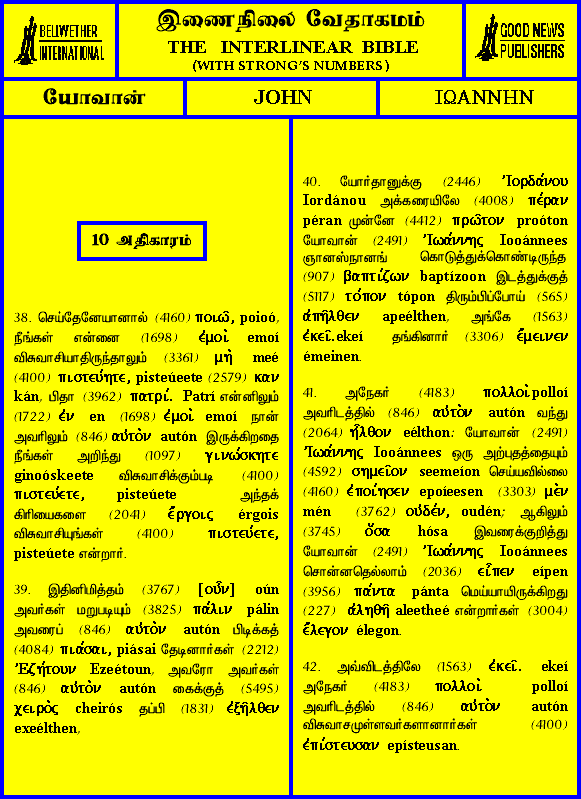 BELLWETHER
INTERNATIONAL
இணைநிலை வேதாகமம்
THE INTERLINEAR BIBLE
(WITH STRONG'S NUMBERS)
GOOD NEWS
PUBLISHERS
யோவான்
JOHN
ΙΩΑΝΝΗΝ
10 அதிகாரம்
38. செய்தேனேயானால் (4160) ποιῶ, poioó,
நீங்கள் என்னை (1698) ἐμοὶ emoí
விசுவாசியாதிருந்தாலும் (3361) μὴ meé
(4100) πιστεύητε, pisteúeete (2579) καν
kán, பிதா (3962) πατρί. Patrí என்னிலும்
(1722) ἐν en (1698) ἐμοὶ emoí நான்
அவரிலும் (846) αὐτὸν autón இருக்கிறதை
நீங்கள் அறிந்து (1097) γινώσκητε
ginoóskeete விசுவாசிக்கும்படி (4100)
πιστεύετε, pisteúete அந்தக்
கிரியைகளை (2041) ἔργοις érgois
விசுவாசியுங்கள் (4100) πιστεύετε,
pisteúete என்றார்.
39. இதினிமித்தம் (3767) [οὖν] oún
அவர்கள் மறுபடியும் (3825) πάλιν pálin
அவரைப் (846) αὐτὸν autón பிடிக்கத்
(4084) πιάσαι, piásai தேடினார்கள் (2212)
Ἐζήτουν Ezeétoun, அவரோ அவர்கள்
(846) αὐτὸν autón கைக்குத் (5495)
χειρὸς cheirós தப்பி (1831) ἐξῆλθεν
exeélthen,
40. யோர்தானுக்கு (2446) Ἰορδάνου
Iordánou அக்கரையிலே (4008) πέραν
péran முன்னே (4412) πρῶτον proóton
யோவான் (2491) Ἰωάννης Iooánnees
ஞானஸ்நானங் கொடுத்துக்கொண்டிருந்த
(907) βαπτίζων baptízoon இடத்துக்குத்
(5117) τόπον tópon திரும்பிப்போய் (565)
ἀπῆλθεν apeélthen, அங்கே (1563)
ἐκεῖ.ekeí தங்கினார் (3306) ἔμεινεν
émeinen.
41. அநேகர் (4183) πολλοὶ polloí
அவரிடத்தில் (846) αὐτὸν autón வந்து
(2064) ἦλθον eélthon: யோவான் (2491)
Ἰωάννης Iooánnees ஒரு அற்புதத்தையும்
(4592) σημεῖον seemeíon செய்யவில்லை
(4160) ἐποίησεν epoíeesen (3303) μὲν
mén (3762) οὐδέν, oudén; ஆகிலும்
(3745) ὅσα hósa இவரைக்குறித்து
யோவான் (2491) Ἰωάννης Iooánnees
சொன்னதெல்லாம் (2036) εἶπεν eípen
(3956) πάντα pánta மெய்யாயிருக்கிறது
(227) ἀληθῆ aleetheé என்றார்கள் (3004)
ἔλεγον élegon.
42. அவ்விடத்திலே (1563) ἐκεῖ. ekeí
அநேகர் (4183) πολλοὶ polloí
அவரிடத்தில் (846) αὐτὸν autón
விசுவாசமுள்ளவர்களானார்கள் (4100)
ἐπίστευσαν epísteusan.